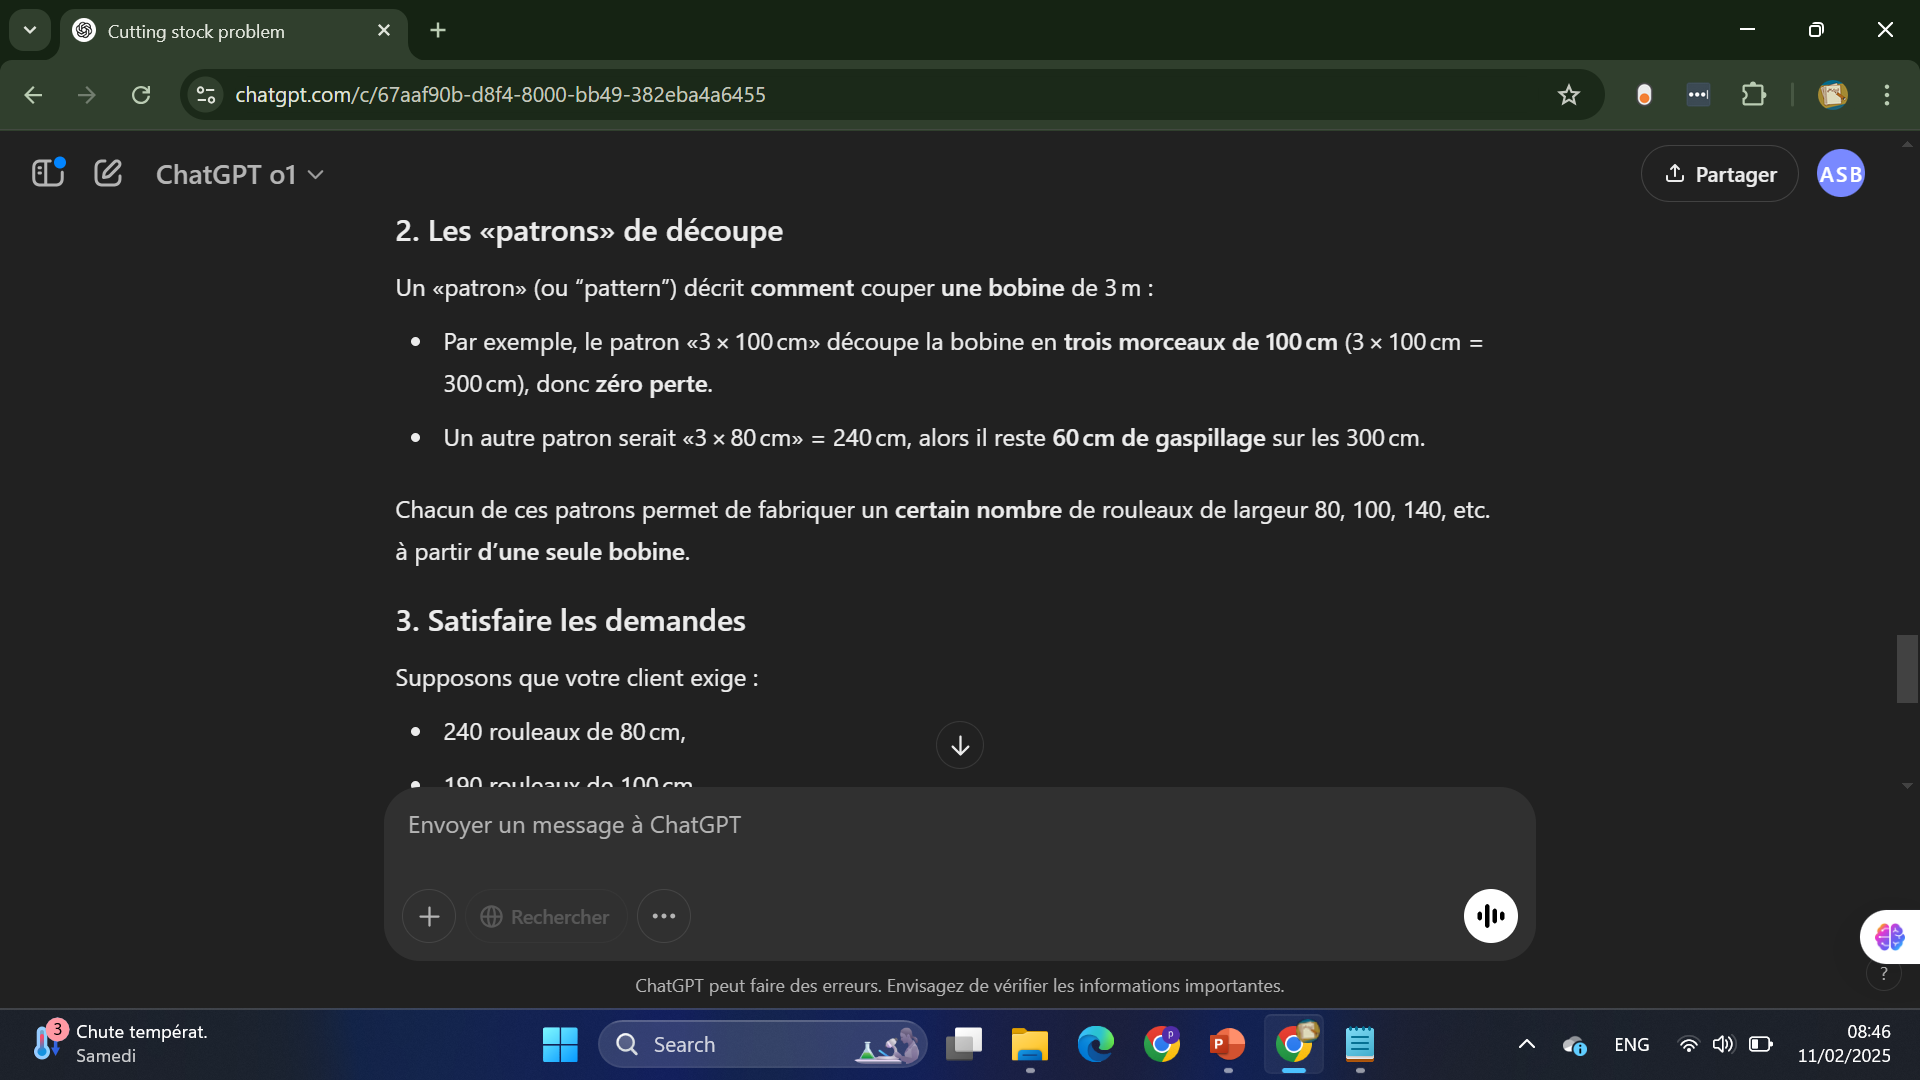 Cutting stock problem
chatgpt.com/c/67aaf90b-d8f4-8000-bb49-382eba4a6455
ChatGPT o1
Partager
ASB
2. Les «patrons» de découpe
Un «patron» (ou “pattern”) décrit comment couper une bobine de 3 m :
• Par exemple, le patron «3 × 100 cm» découpe la bobine en trois morceaux de 100 cm (3 × 100 cm =
300 cm), donc zéro perte.
• Un autre patron serait «3 × 80 cm» = 240 cm, alors il reste 60 cm de gaspillage sur les 300 cm.
Chacun de ces patrons permet de fabriquer un certain nombre de rouleaux de largeur 80, 100, 140, etc.
à partir d’une seule bobine.
3. Satisfaire les demandes
Supposons que votre client exige :
• 240 rouleaux de 80 cm,
• 190 rouleaux de 100 cm
Envoyer un message à ChatGPT
Rechercher
ChatGPT peut faire des erreurs. Envisagez de vérifier les informations importantes.
?
3
Chute températ.
Samedi
Search
P
ENG
08:46
11/02/2025